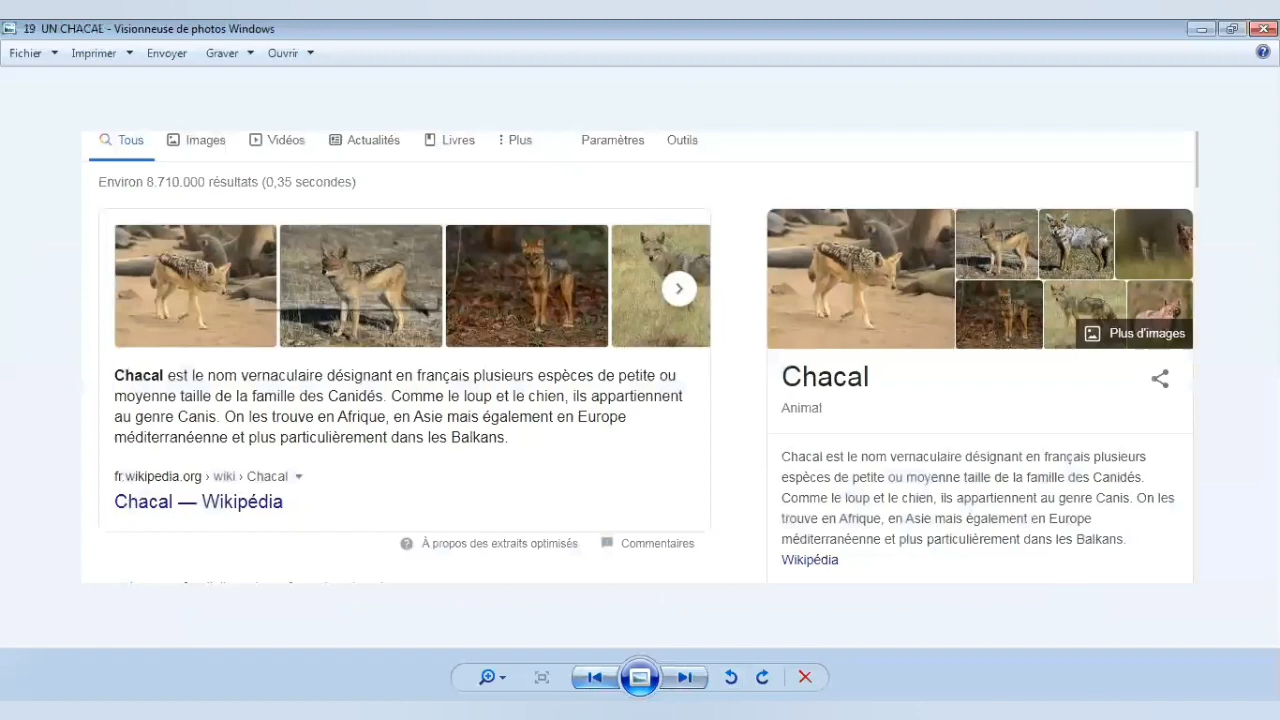 19 UN CHACAL - Visionneuse de photos Windows
Fichier Imprimer Envoyer Graver Ouvrir
Tous Images Vidéos Actualités Livres Plus Paramètres Outils
Environ 8.710.000 résultats (0,35 secondes)
Chacal est le nom vernaculaire désignant en français plusieurs espèces de petite ou
moyenne taille de la famille des Canidés. Comme le loup et le chien, ils appartiennent
au genre Canis. On les trouve en Afrique, en Asie mais également en Europe
méditerranéenne et plus particulièrement dans les Balkans.
fr.wikipedia.org › wiki › Chacal
Chacal — Wikipédia
À propos des extraits optimisés Commentaires
Plus d'images
Chacal
Animal
Chacal est le nom vernaculaire désignant en français plusieurs
espèces de petite ou moyenne taille de la famille des Canidés.
Comme le loup et le chien, ils appartiennent au genre Canis. On les
trouve en Afrique, en Asie mais également en Europe
méditerranéenne et plus particulièrement dans les Balkans.
Wikipédia